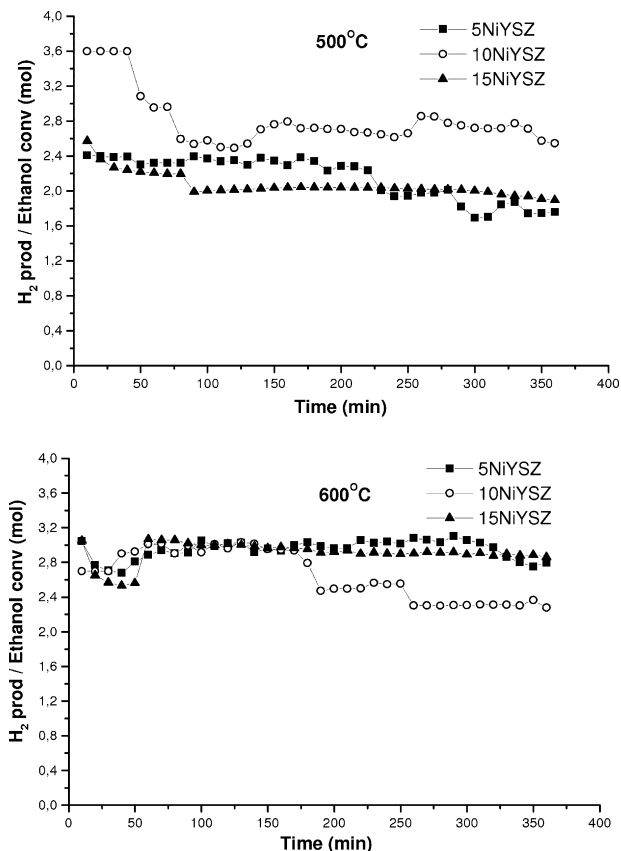 500°C
5NiYSZ
10NiYSZ
15NiYSZ
H2 prod / Ethanol conv (mol)
4,0
3,6
3,2
2,8
2,4
2,0
1,6
1,2
0,8
0,4
0,0
0 50 100 150 200 250 300 350 400
Time (min)
600°C
5NiYSZ
10NiYSZ
15NiYSZ
H2 prod / Ethanol conv (mol)
4,0
3,6
3,2
2,8
2,4
2,0
1,6
1,2
0,8
0,4
0,0
0 50 100 150 200 250 300 350 400
Time (min)